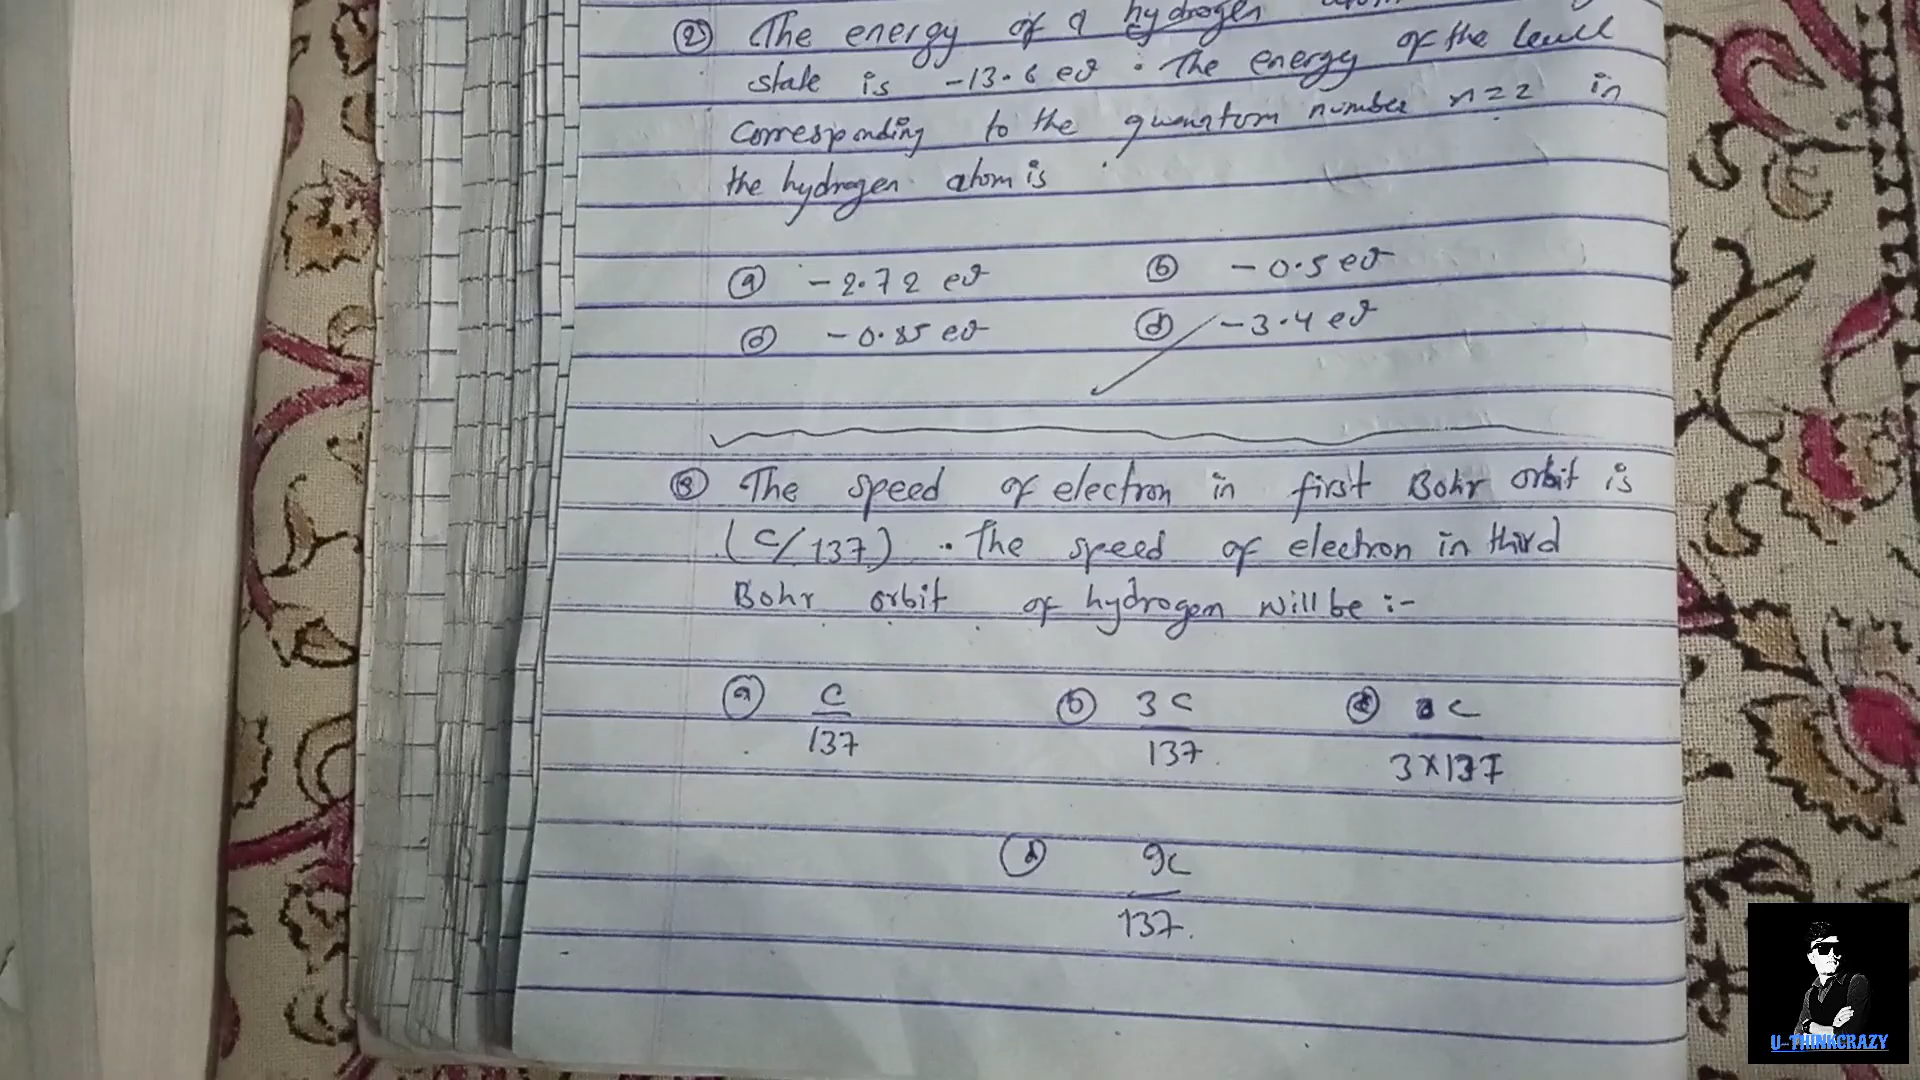 ② The energy of a hydrogen atom
state is -13.6 eV . The energy of the level
corresponding to the quantum number n=2 in
the hydrogen atom is
ⓐ -2.72 eV ⓑ -0.5 eV
ⓒ -0.85 eV ⓓ -3.4 eV
③ The speed of electron in first Bohr orbit is
(C/137) . The speed of electron in third
Bohr orbit of hydrogen will be :-
ⓐ C ⓑ 3C ⓒ C
137 137. 3×137
ⓓ 9C
137.
U-THINKCRAZY